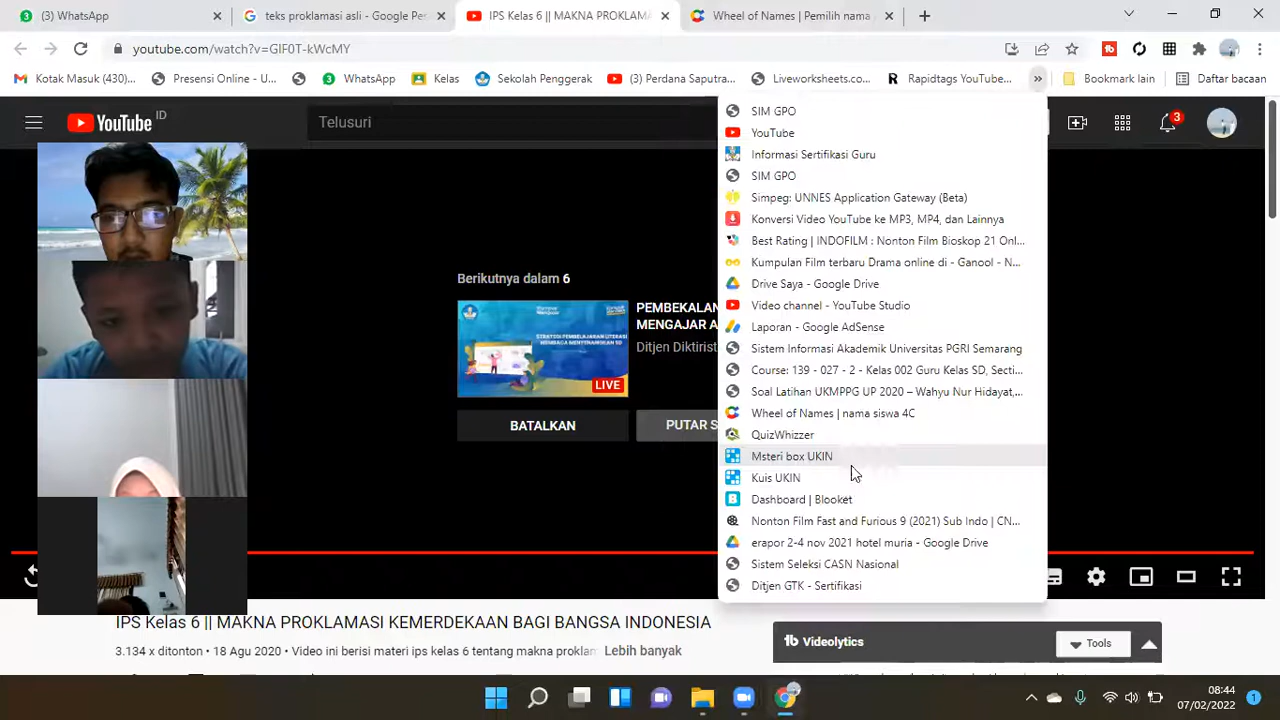 (3) WhatsApp
teks proklamasi asli - Google Pe
IPS Kelas 6 || MAKNA PROKLAMA
Wheel of Names | Pemilih nama
youtube.com/watch?v=GIF0T-kWcMY
Kotak Masuk (430)...
Presensi Online - U...
WhatsApp
Kelas
Sekolah Penggerak
(3) Perdana Saputra...
Liveworksheets.co...
Rapidtags YouTube...
»
Bookmark lain
Daftar bacaan
YouTube ID
Telusuri
3
SIM GPO
YouTube
Informasi Sertifikasi Guru
SIM GPO
Simpeg: UNNES Application Gateway (Beta)
Konversi Video YouTube ke MP3, MP4, dan Lainnya
Best Rating | INDOFILM : Nonton Film Bioskop 21 Onl...
Kumpulan Film terbaru Drama online di - Ganool - N...
Drive Saya - Google Drive
Video channel - YouTube Studio
Laporan - Google AdSense
Sistem Informasi Akademik Universitas PGRI Semarang
Course: 139 - 027 - 2 - Kelas 002 Guru Kelas SD, Secti...
Soal Latihan UKMPPG UP 2020 – Wahyu Nur Hidayat,...
Wheel of Names | nama siswa 4C
QuizWhizzer
Msteri box UKIN
Kuis UKIN
Dashboard | Blooket
Nonton Film Fast and Furious 9 (2021) Sub Indo | CN...
erapor 2-4 nov 2021 hotel muria - Google Drive
Sistem Seleksi CASN Nasional
Ditjen GTK - Sertifikasi
Berikutnya dalam 6
STRATEGI PEMBELAJARAN LITERASI
MEMBACA MENYENANGKAN SD
LIVE
PEMBEKALAN
MENGAJAR A
Ditjen Diktirist
BATALKAN
PUTAR S
IPS Kelas 6 || MAKNA PROKLAMASI KEMERDEKAAN BAGI BANGSA INDONESIA
3.134 x ditonton • 18 Agu 2020 • Video ini berisi materi ips kelas 6 tentang makna proklam
Lebih banyak
tb Videolytics
Tools
08:44
07/02/2022
1